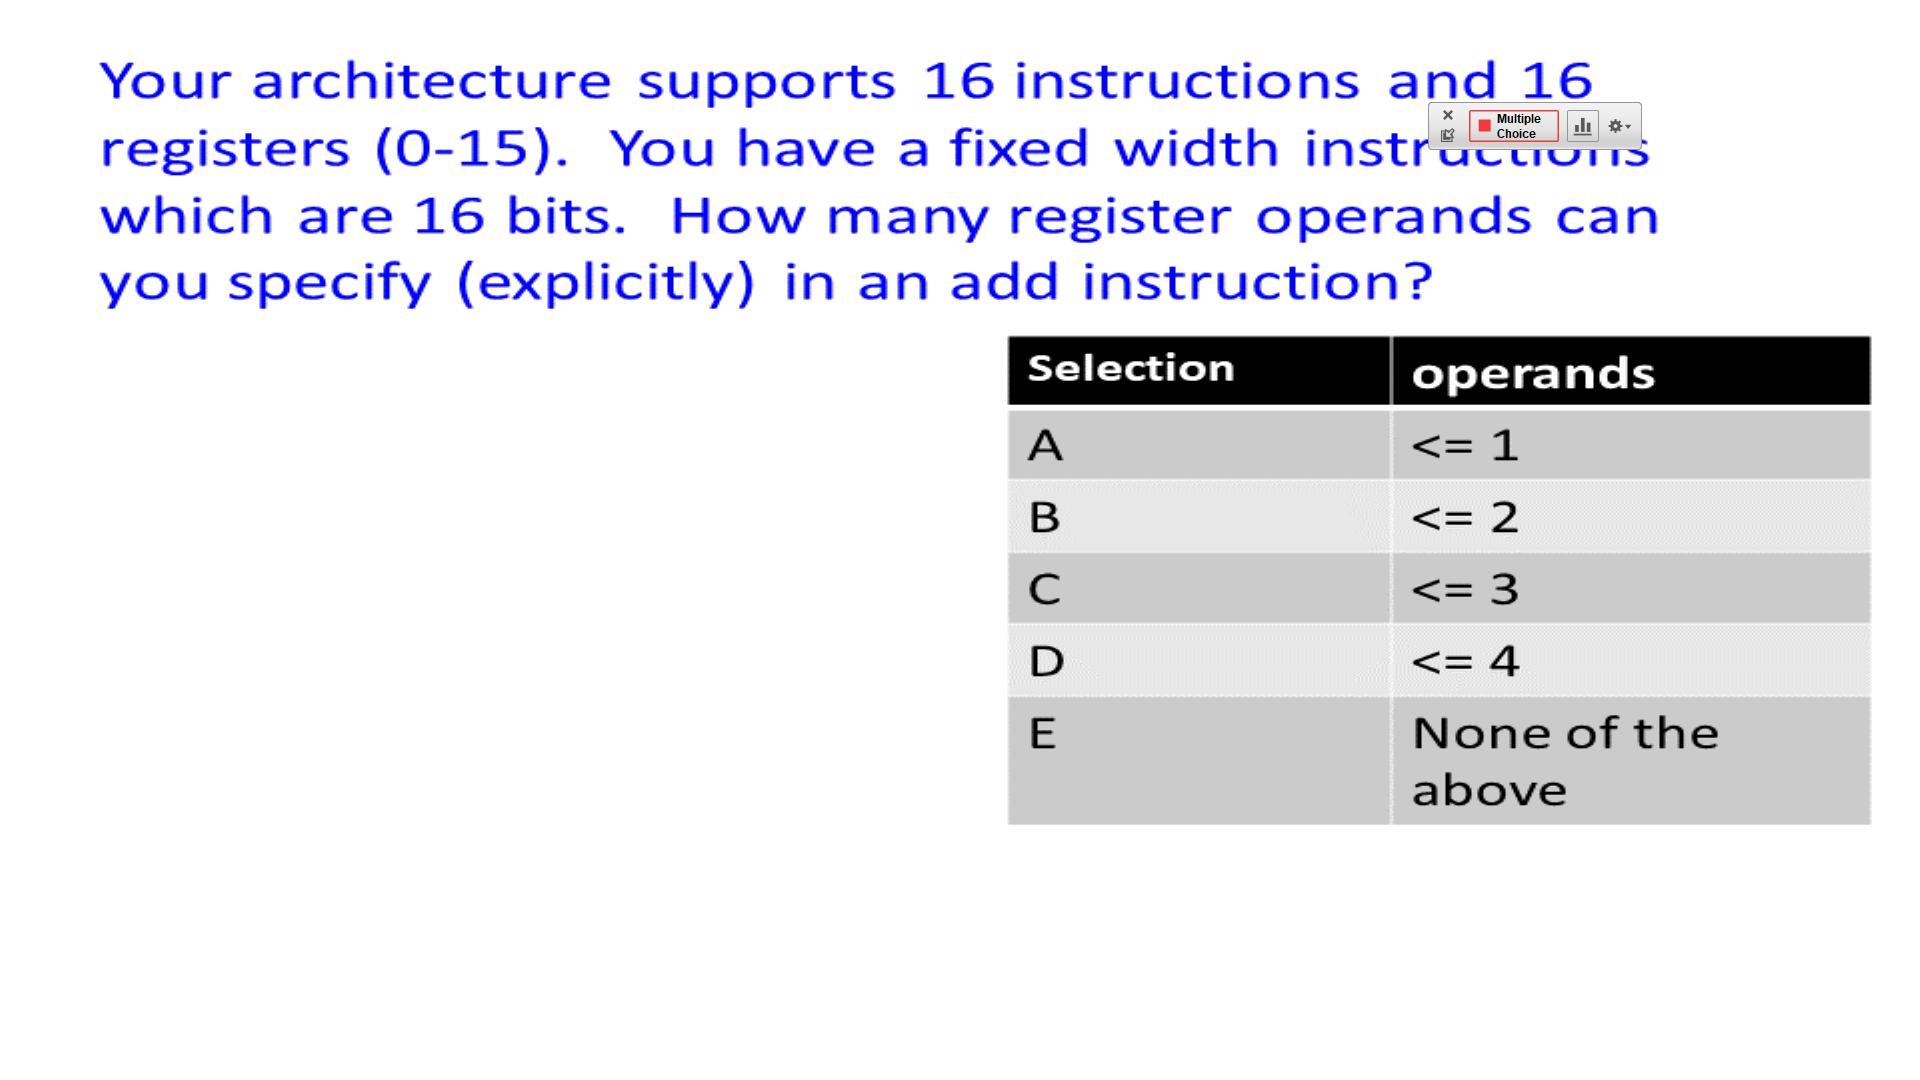 Your architecture supports 16 instructions and 16
registers (0-15). You have a fixed width instructions
which are 16 bits. How many register operands can
you specify (explicitly) in an add instruction?
Multiple
Choice
Selection operands
A <= 1
B <= 2
C <= 3
D <= 4
E None of the
above